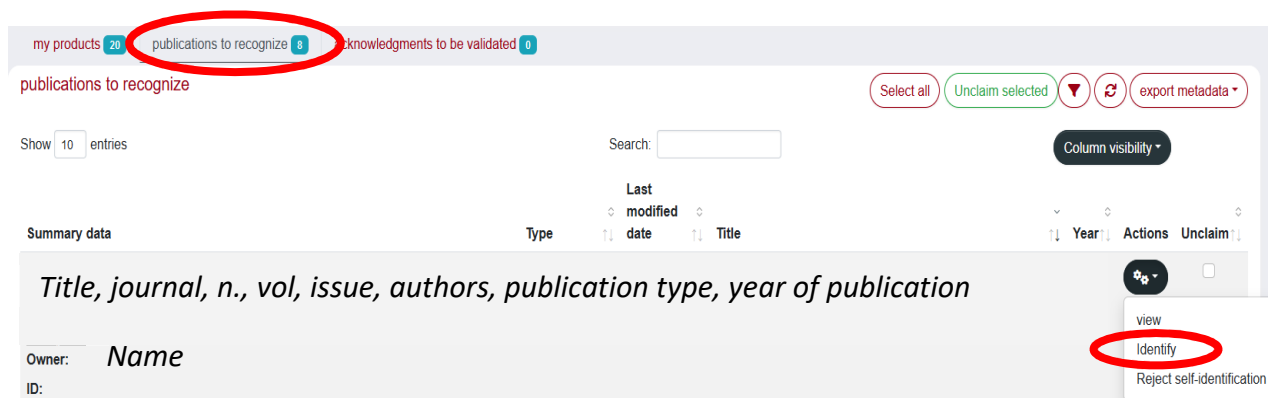 my products 20 publications to recognize 8 acknowledgments to be validated 0
publications to recognize Select all Unclaim selected export metadata
Show 10 entries Search: Column visibility
Last
modified
Summary data Type date Title Year Actions Unclaim
Title, journal, n., vol, issue, authors, publication type, year of publication
view
Owner: Name Identify
ID: Reject self-identification